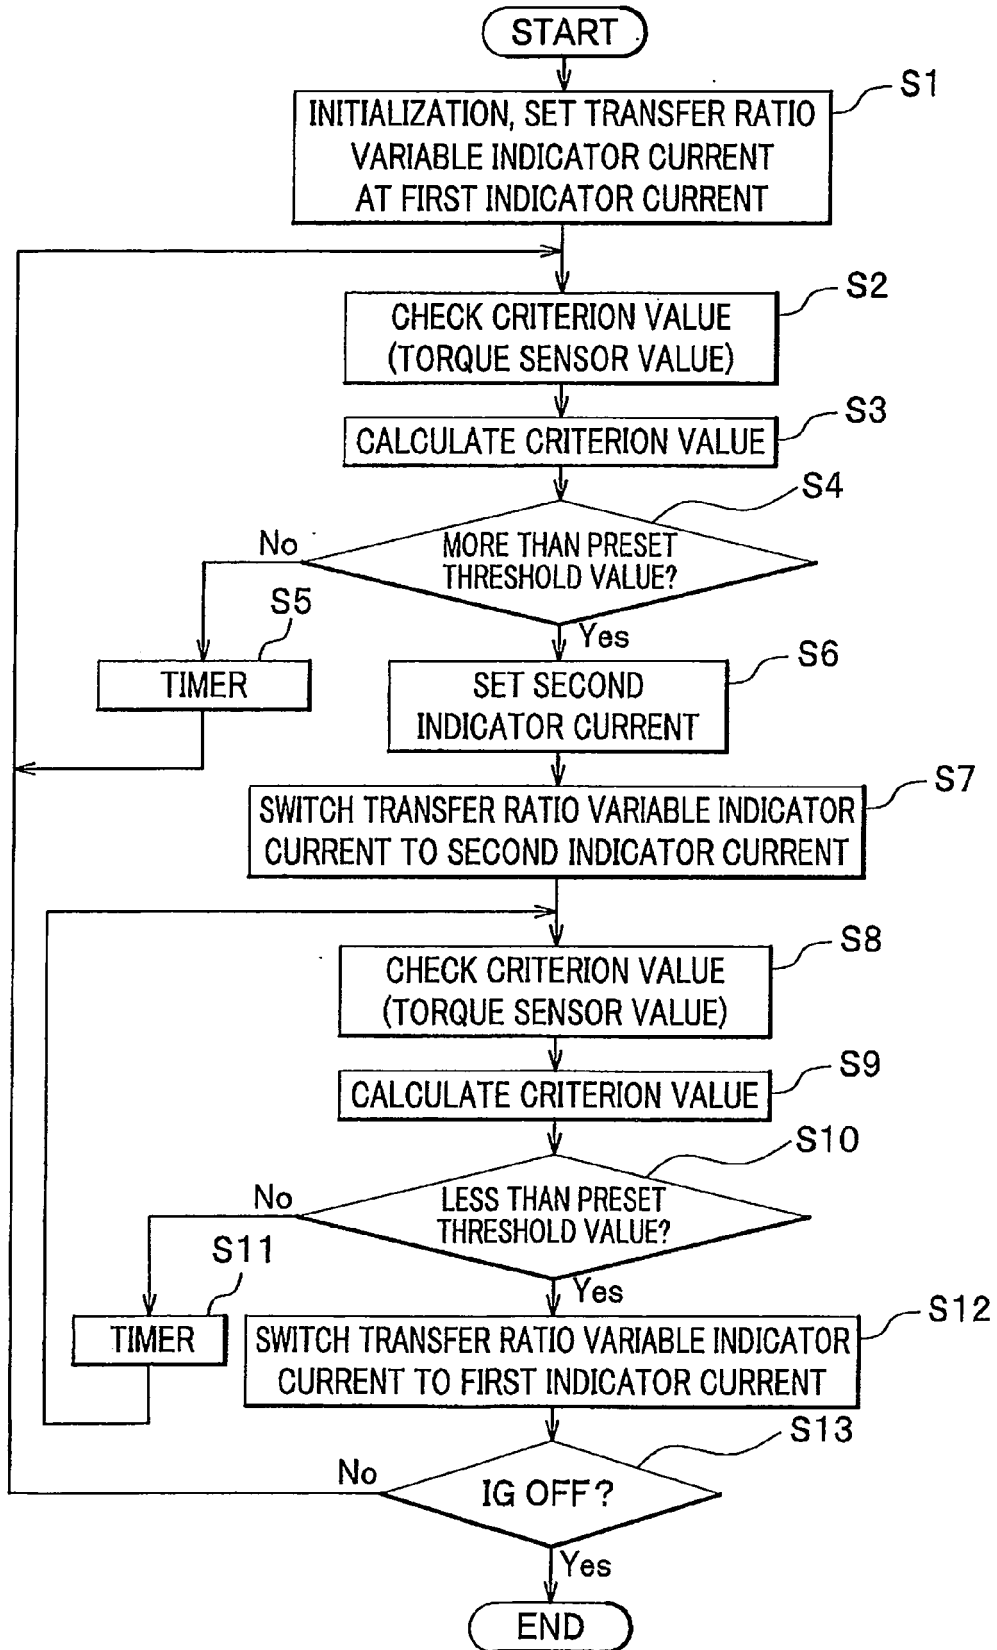 START
S1
INITIALIZATION, SET TRANSFER RATIO
VARIABLE INDICATOR CURRENT
AT FIRST INDICATOR CURRENT
S2
CHECK CRITERION VALUE
(TORQUE SENSOR VALUE)
S3
CALCULATE CRITERION VALUE
S4
No
MORE THAN PRESET
THRESHOLD VALUE?
S5
Yes
TIMER
S6
SET SECOND
INDICATOR CURRENT
S7
SWITCH TRANSFER RATIO VARIABLE INDICATOR
CURRENT TO SECOND INDICATOR CURRENT
S8
CHECK CRITERION VALUE
(TORQUE SENSOR VALUE)
S9
CALCULATE CRITERION VALUE
S10
No
LESS THAN PRESET
THRESHOLD VALUE?
S11
Yes
TIMER
S12
SWITCH TRANSFER RATIO VARIABLE INDICATOR
CURRENT TO FIRST INDICATOR CURRENT
S13
No
IG OFF?
Yes
END